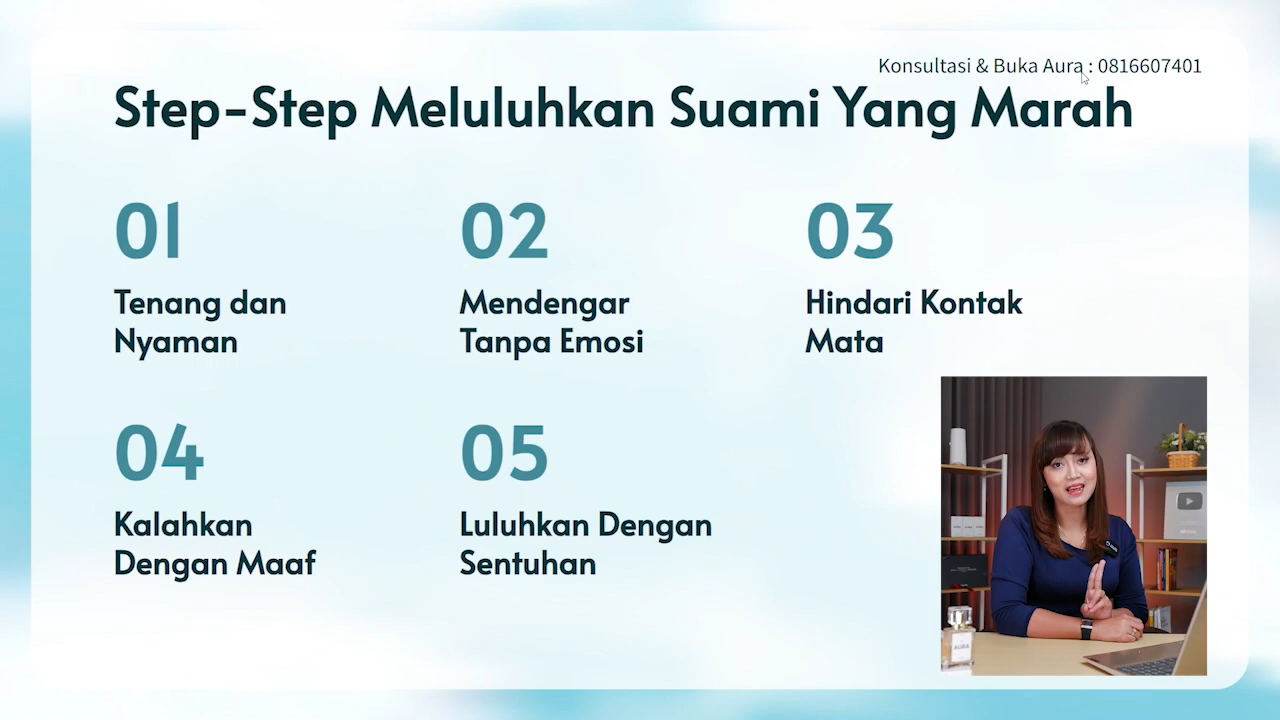 Konsultasi & Buka Aura : 0816607401
Step-Step Meluluhkan Suami Yang Marah
01
Tenang dan
Nyaman
02
Mendengar
Tanpa Emosi
03
Hindari Kontak
Mata
04
Kalahkan
Dengan Maaf
05
Luluhkan Dengan
Sentuhan
AURA